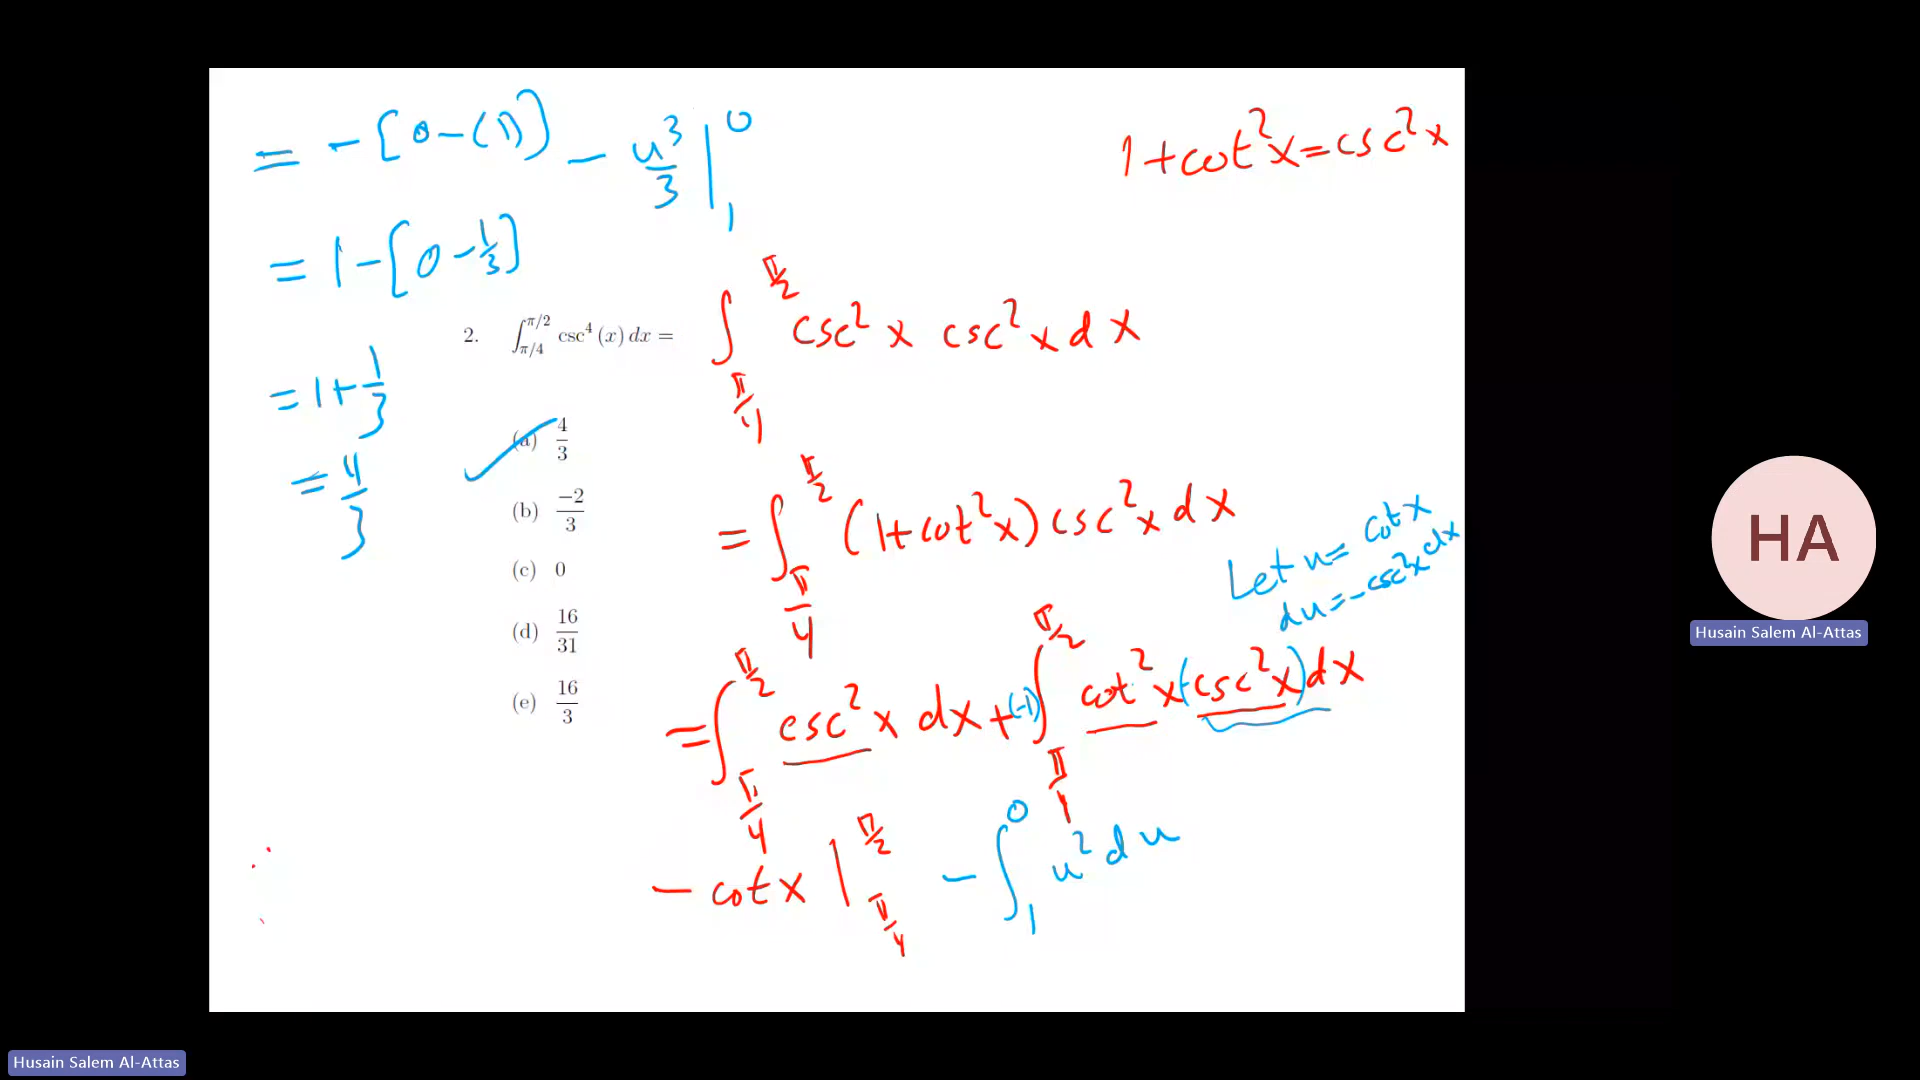 = -[0-(1)] - u³/3 |₁⁰
= 1-[0-1/3]
= 1+1/3
= 4/3
1+cot²x=csc²x
2. ∫_{π/4}^{π/2} csc⁴ (x) dx = ∫_{π/4}^{π/2} csc²x csc²x dx
(a) 4/3
(b) -2/3
(c) 0
(d) 16/31
(e) 16/3
= ∫_{π/4}^{π/2} (1+cot²x) csc²x dx
Let u= cotx
du=-csc²x dx
= ∫_{π/4}^{π/2} csc²x dx +(-1) ∫_{π/4}^{π/2} cot²x(-csc²x)dx
- cotx |_{π/4}^{π/2} - ∫₁⁰ u² du
HA
Husain Salem Al-Attas
Husain Salem Al-Attas